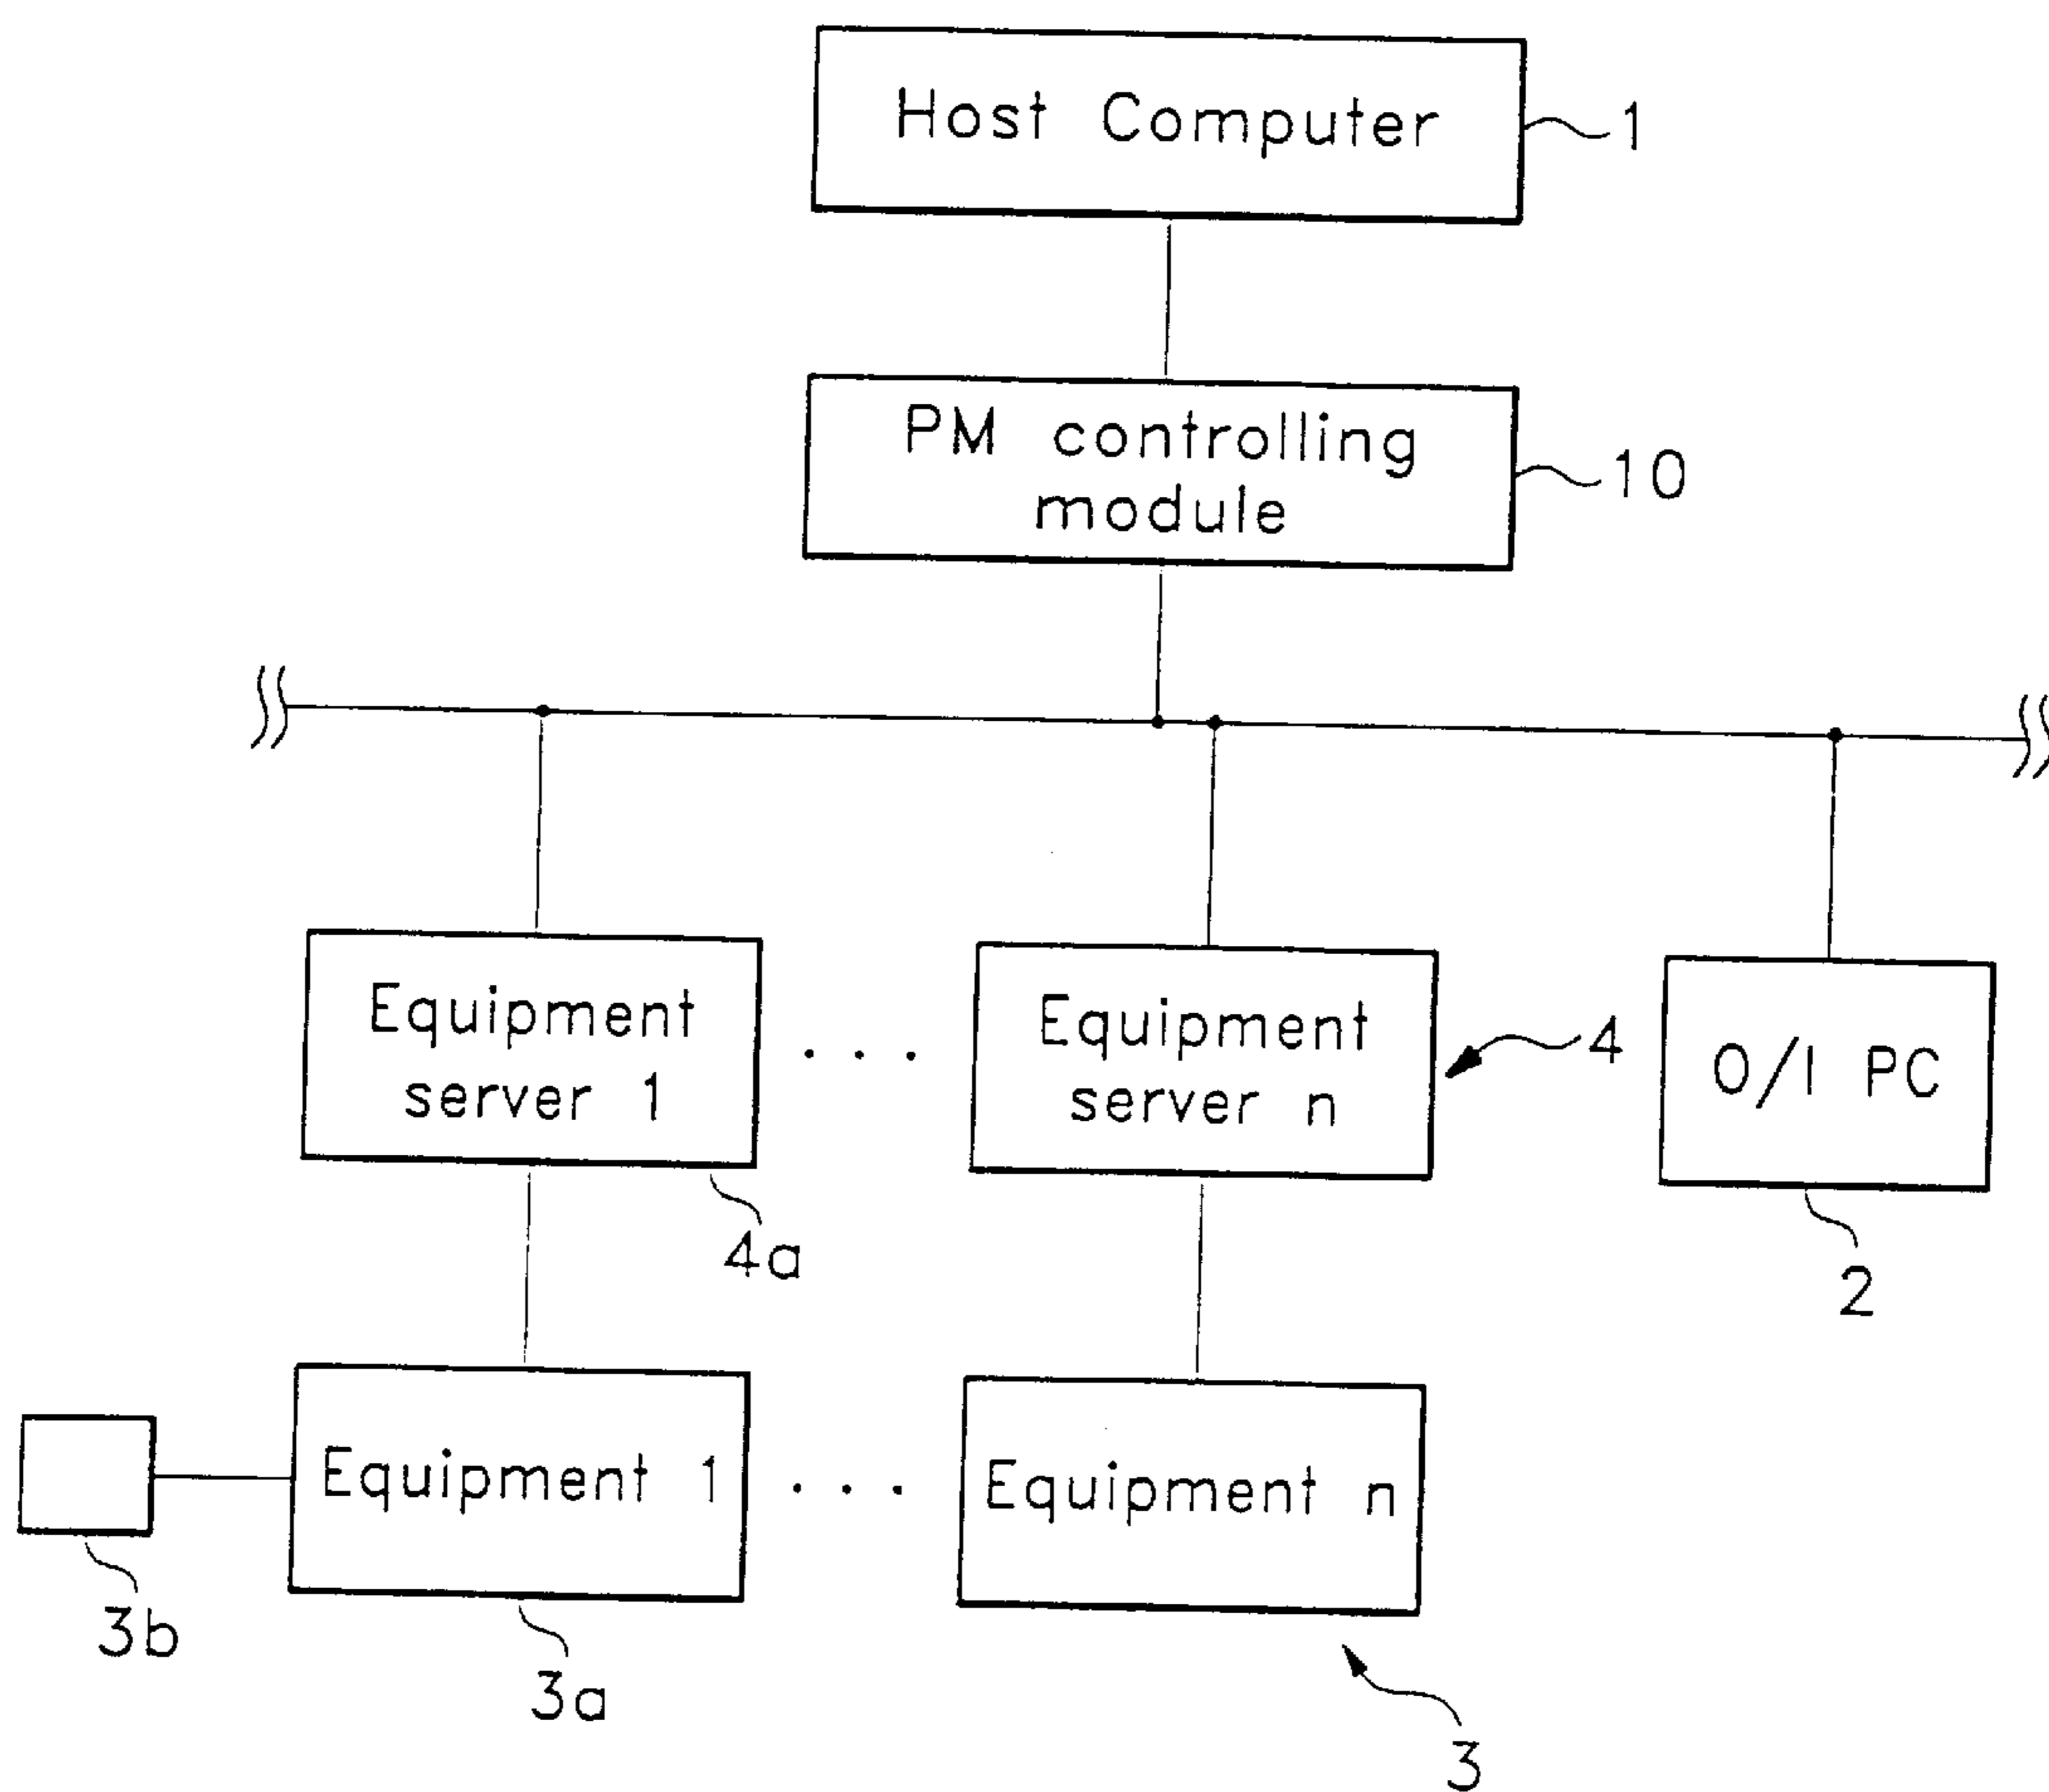 Host Computer
1
PM controlling
module
10
Equipment
server 1
. . .
Equipment
server n
4
O/I PC
4a
2
Equipment 1
. . .
Equipment n
3b
3a
3